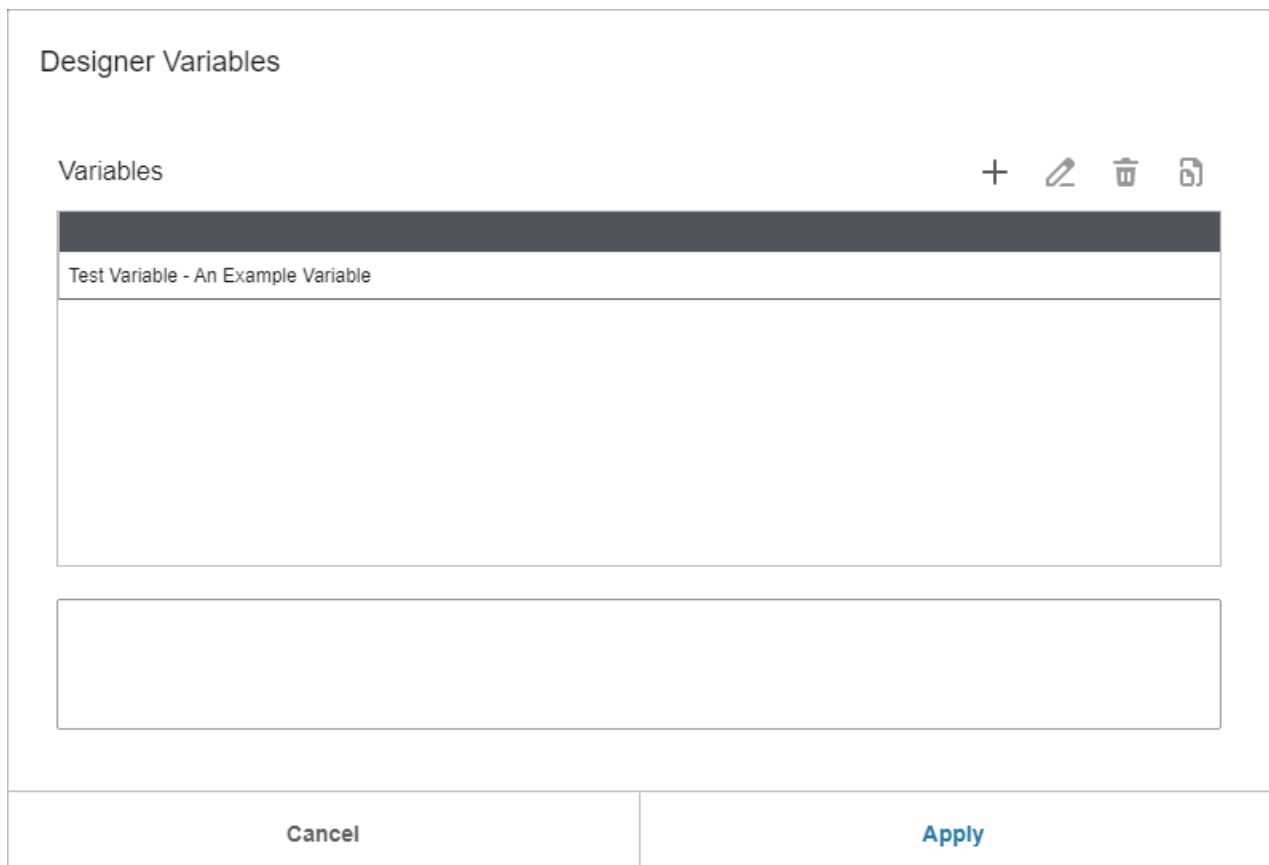 Designer Variables
Variables
Test Variable - An Example Variable
Cancel
Apply